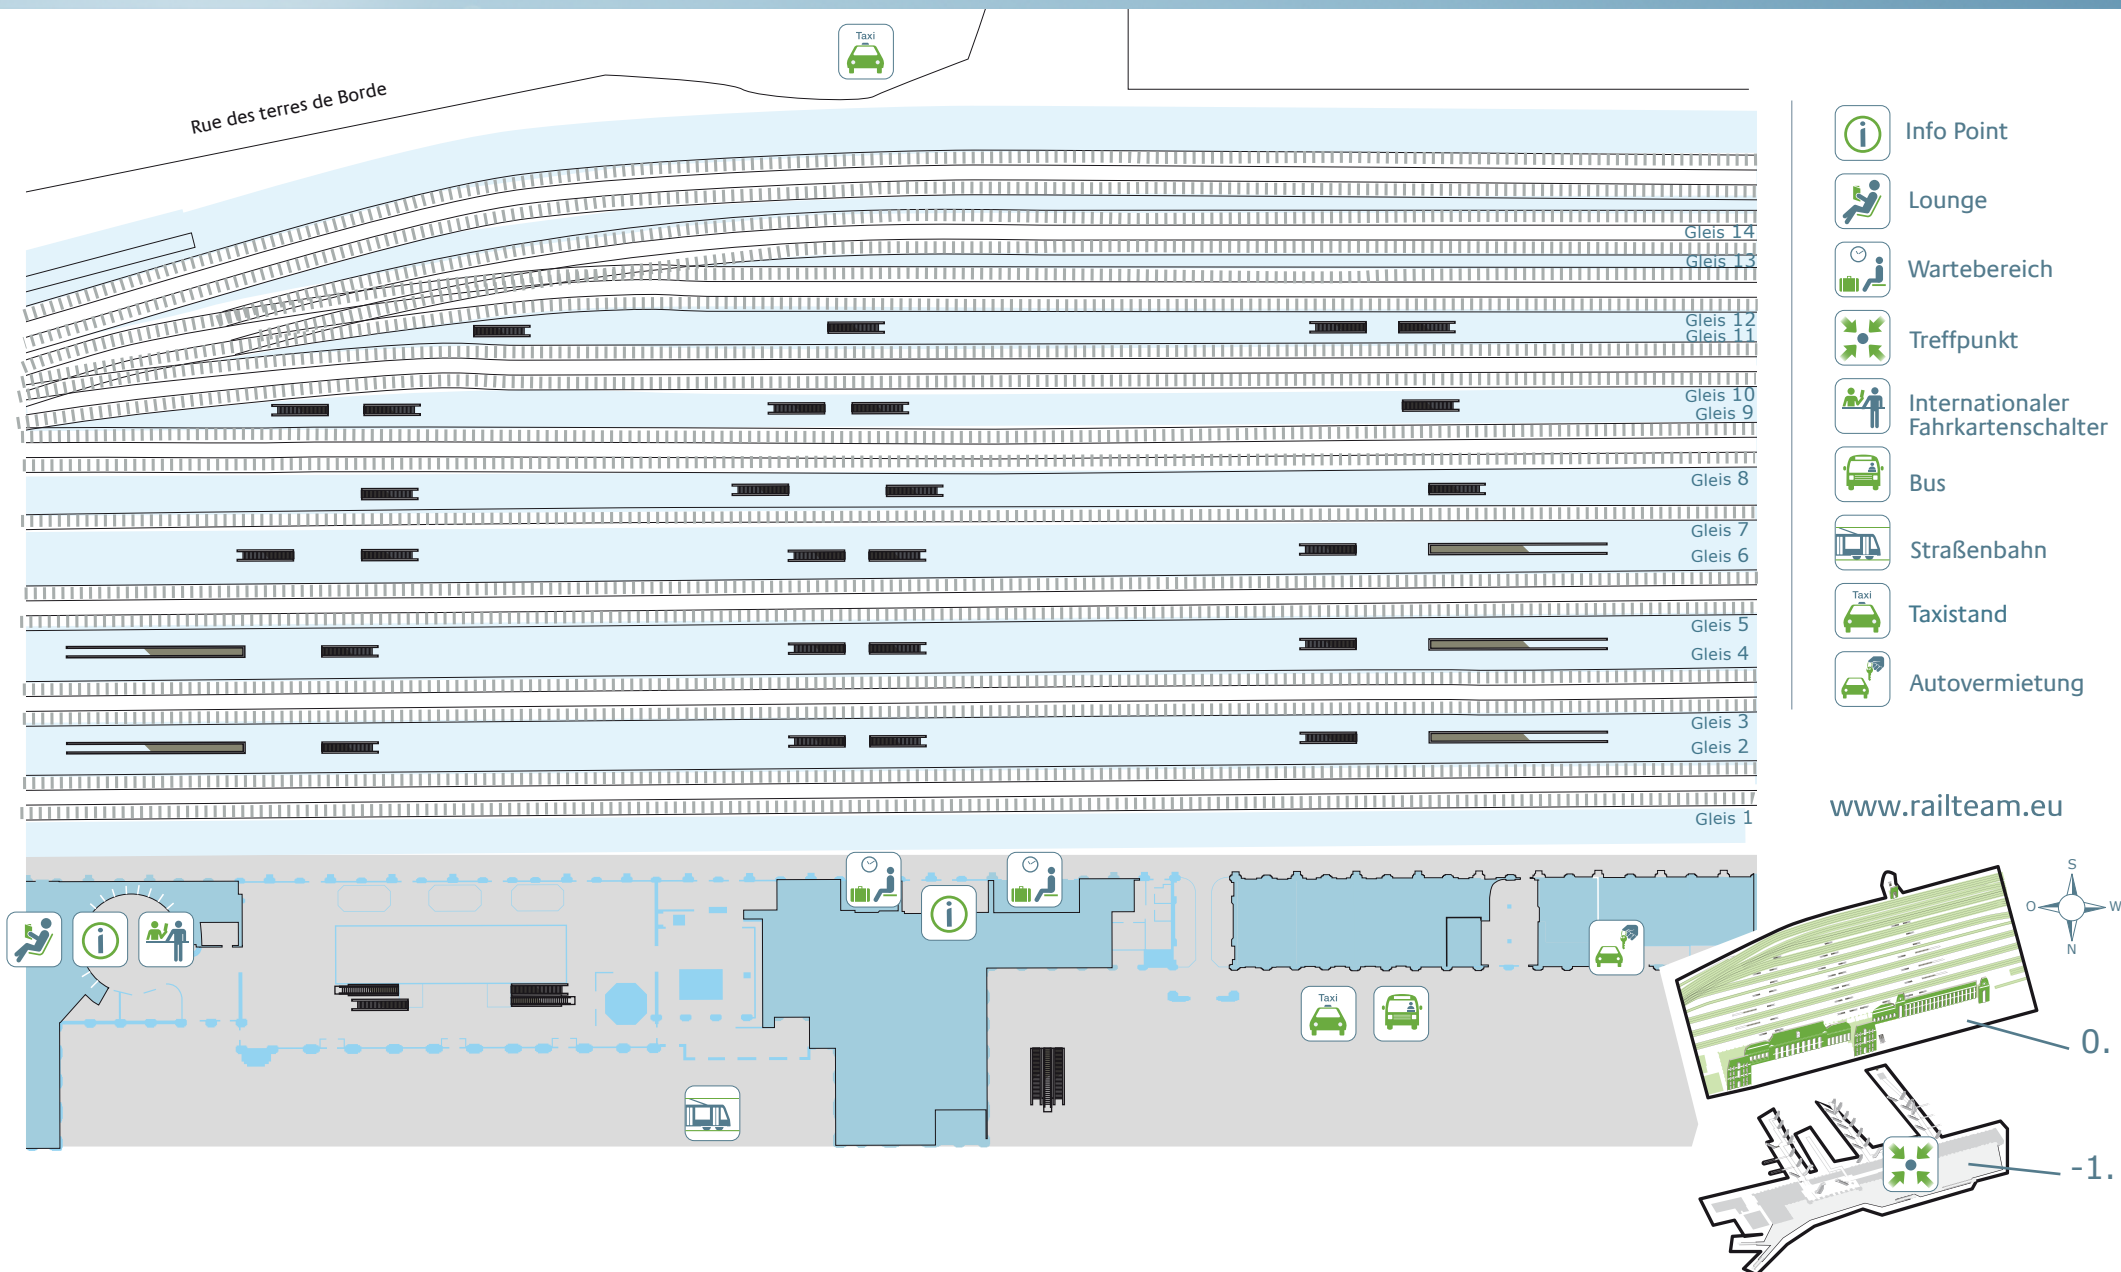 Taxi
Rue des terres de Borde
Gleis 14
Gleis 13
Gleis 12
Gleis 11
Gleis 10
Gleis 9
Gleis 8
Gleis 7
Gleis 6
Gleis 5
Gleis 4
Gleis 3
Gleis 2
Gleis 1
Taxi
Info Point
Lounge
Wartebereich
Treffpunkt
Internationaler
Fahrkartenschalter
Bus
Straßenbahn
Taxi
Taxistand
Autovermietung
www.railteam.eu
S
O
W
N
0.
-1.